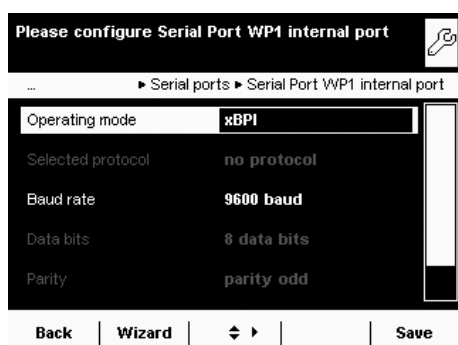 Please configure Serial Port WP1 internal port
... ▸ Serial ports ▸ Serial Port WP1 internal port
Operating mode xBPI
Selected protocol no protocol
Baud rate 9600 baud
Data bits 8 data bits
Parity parity odd
Back Wizard Save